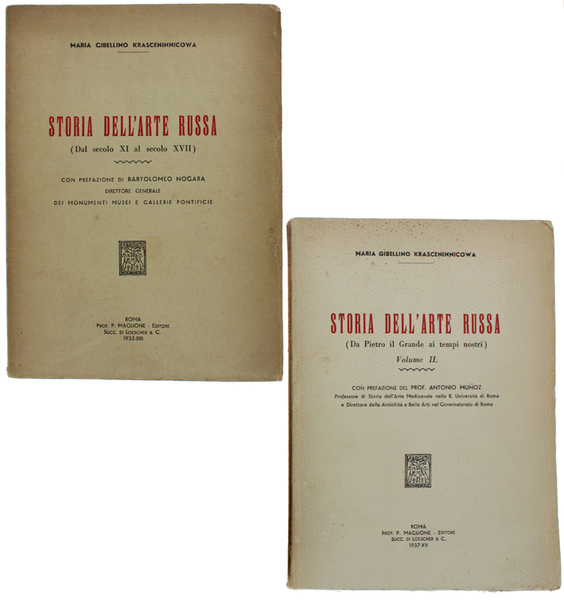 MARIA GIBELLINO KRASCENINNICOWA
STORIA DELL'ARTE RUSSA
(Dal secolo XI al secolo XVII)
CON PREFAZIONE DI BARTOLOMEO NOGARA
DIRETTORE GENERALE
DEI MONUMENTI MUSEI E GALLERIE PONTIFICIE
ROMA
PROF. P. MAGLIONE - EDITORE
SUCC. DI LOESCHER & C.
1935-XIII
MARIA GIBELLINO KRASCENINNICOWA
STORIA DELL'ARTE RUSSA
(Da Pietro il Grande ai tempi nostri)
Volume II.
CON PREFAZIONE DEL PROF. ANTONIO MUÑOZ
Professore di Storia dell'Arte Medioevale nella R. Università di Roma
e Direttore delle Antichità e Belle Arti nel Governatorato di Roma
ROMA
PROF. P. MAGLIONE - EDITORE
SUCC. DI LOESCHER & C.
1937-XV